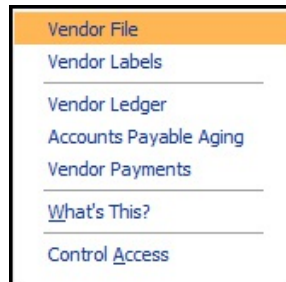 Vendor File
Vendor Labels
Vendor Ledger
Accounts Payable Aging
Vendor Payments
What's This?
Control Access